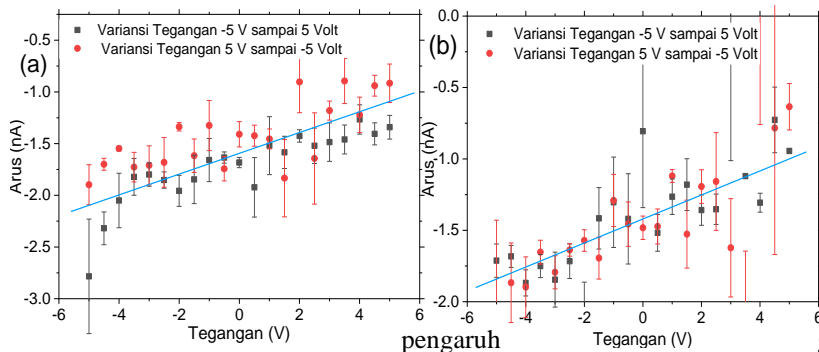 (a)
Variansi Tegangan -5 V sampai 5 Volt
Variansi Tegangan 5 V sampai -5 Volt
-0.5
-1.0
-1.5
-2.0
-2.5
-3.0
Arus (nA)
-6 -4 -2 0 2 4 6
Tegangan (V)
(b)
Variansi Tegangan -5 V sampai 5 Volt
Variansi Tegangan 5 V sampai -5 Volt
0.0
-0.5
-1.0
-1.5
-2.0
Arus (nA)
-6 -4 -2 0 2 4 6
Tegangan (V)
pengaruh